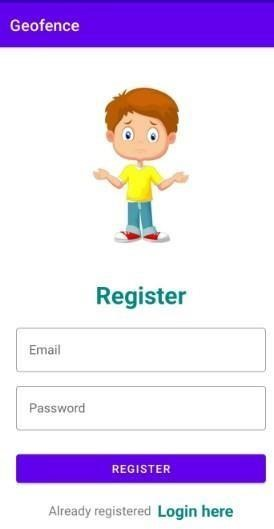 Geofence
Register
Email
Password
REGISTER
Already registered Login here